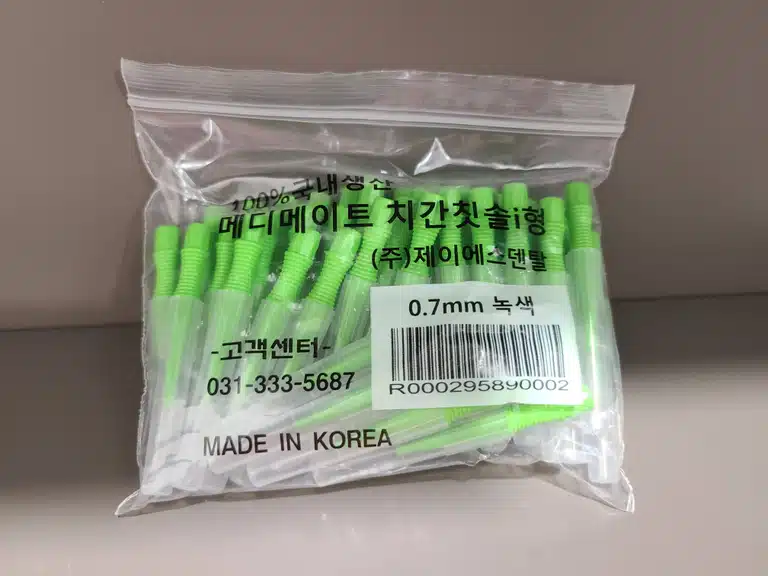 100% 국내생산
메디메이트 치간칫솔i형
(주)제이에스덴탈
0.7mm 녹색
R000295890002
-고객센터-
031-333-5687
MADE IN KOREA